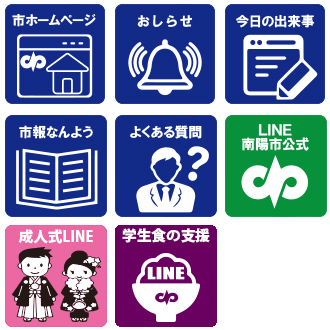 市ホームページ
おしらせ
今日の出来事
市報なんよう
よくある質問
LINE
南陽市公式
成人式LINE
学生食の支援
LINE